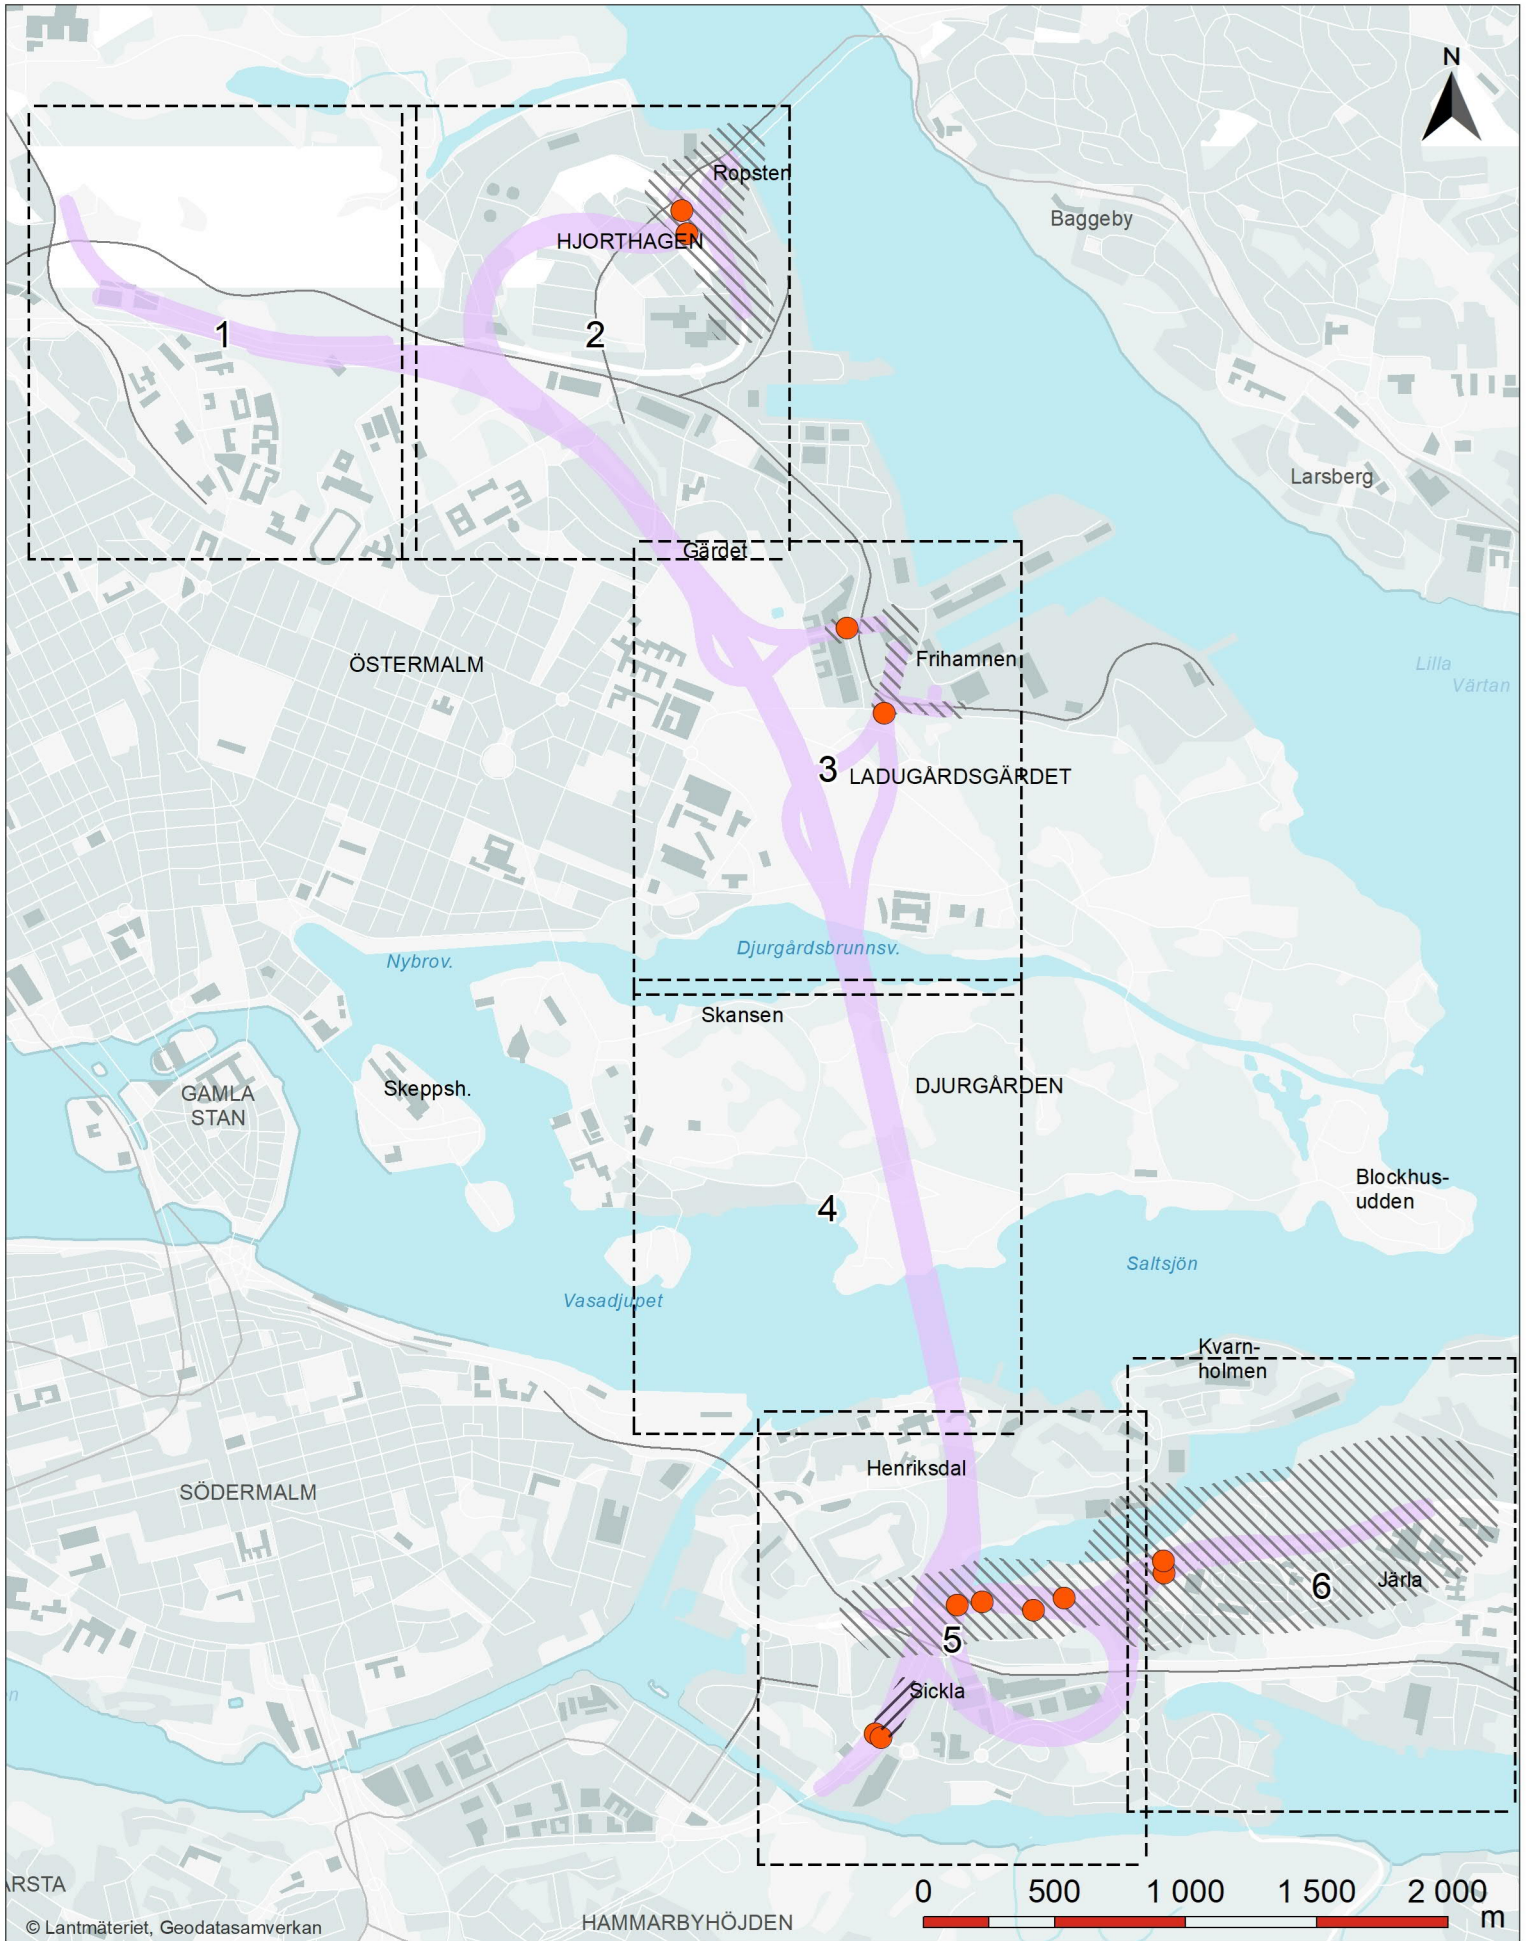 N
Ropsten
Baggeby
HJORTHAGEN
1
2
Larsberg
Gärdet
ÖSTERMALM
Frihamnen
Lilla
Värtan
3
LADUGÅRDSGÄRDET
Nybrov.
Djurgårdsbrunnsv.
Skansen
DJURGÅRDEN
Skeppsh.
GAMLA
STAN
Blockhus-
udden
4
Saltsjön
Vasadjupet
Kvarn-
holmen
Henriksdal
SÖDERMALM
Järla
6
5
Sickla
n
ARSTA
HAMMARBYHÖJDEN
0 500 1 000 1 500 2 000
m
© Lantmäteriet, Geodatasamverkan